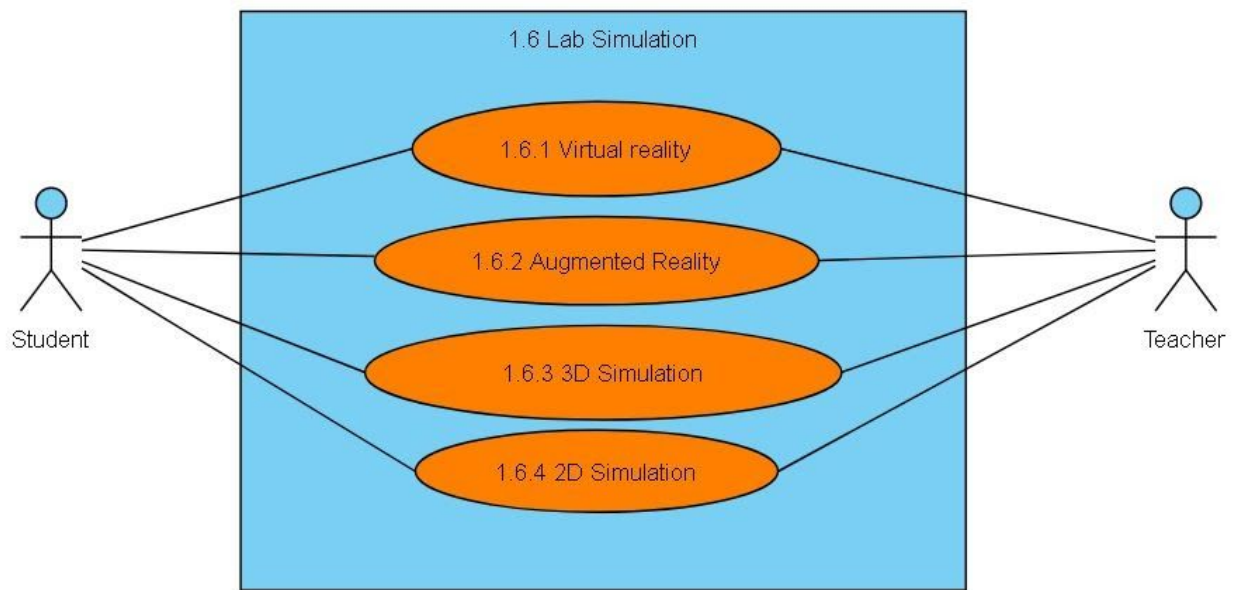 1.6 Lab Simulation
1.6.1 Virtual reality
1.6.2 Augmented Reality
1.6.3 3D Simulation
1.6.4 2D Simulation
Student
Teacher